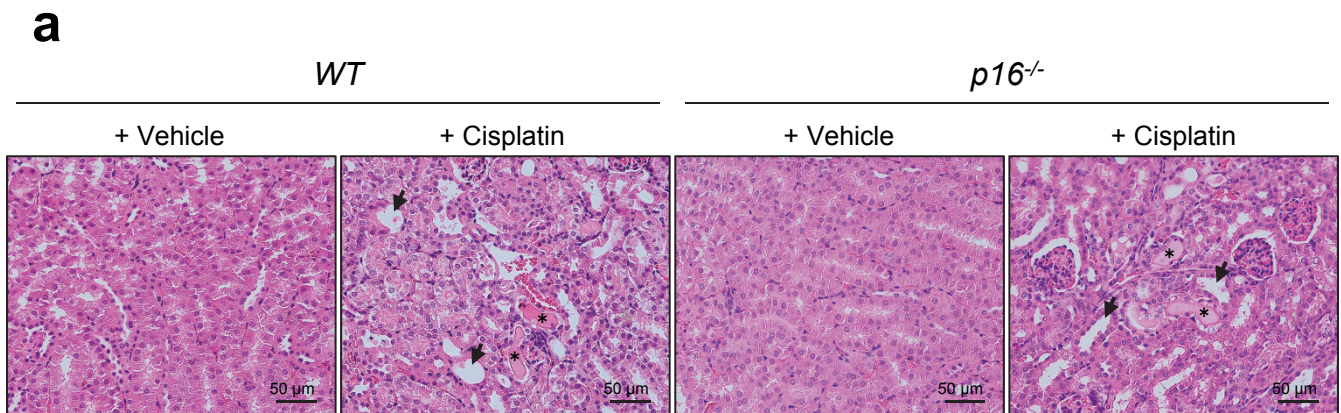 a
WT
p16-/-
+ Vehicle
+ Cisplatin
+ Vehicle
+ Cisplatin
*
*
*
*
50 µm
50 µm
50 µm
50 µm